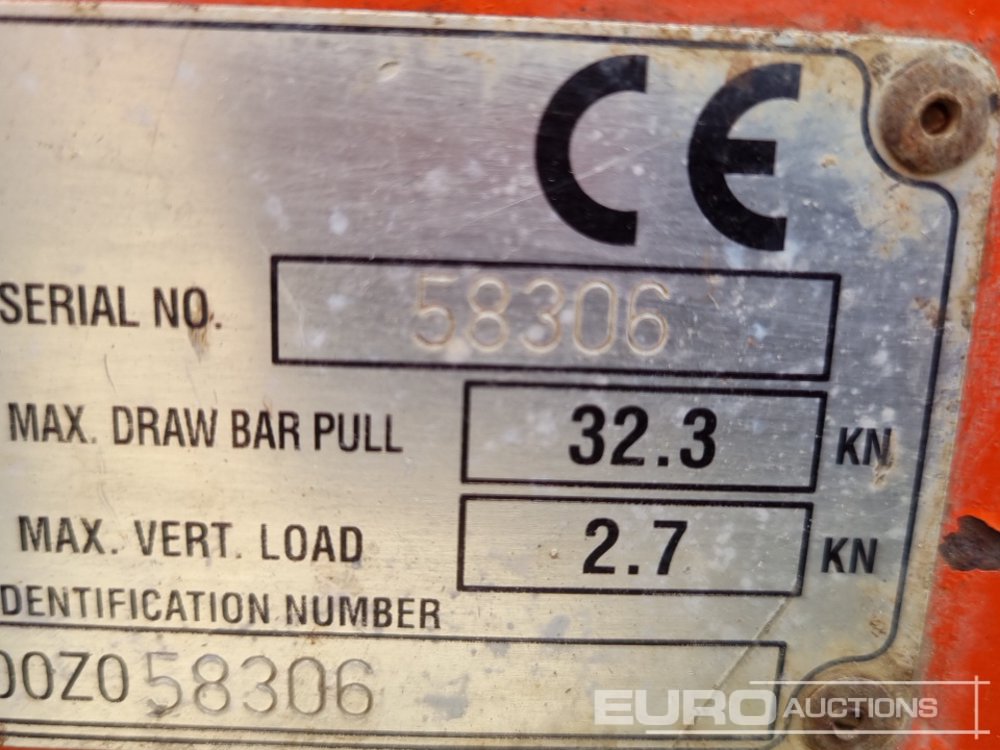 CE
SERIAL NO. 58306
MAX. DRAW BAR PULL 32.3 KN
MAX. VERT. LOAD 2.7 KN
DENTIFICATION NUMBER
00Z058306
EURO AUCTIONS